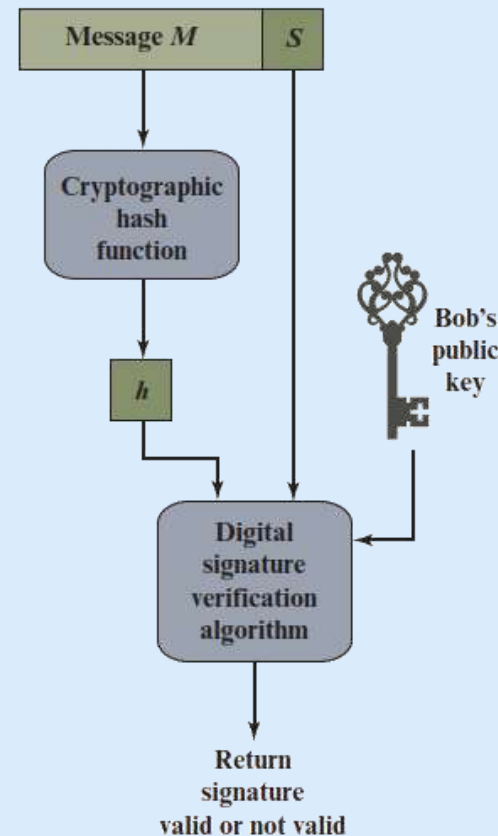 Message M
S
Cryptographic
hash
function
h
Bob's
public
key
Digital
signature
verification
algorithm
Return
signature
valid or not valid